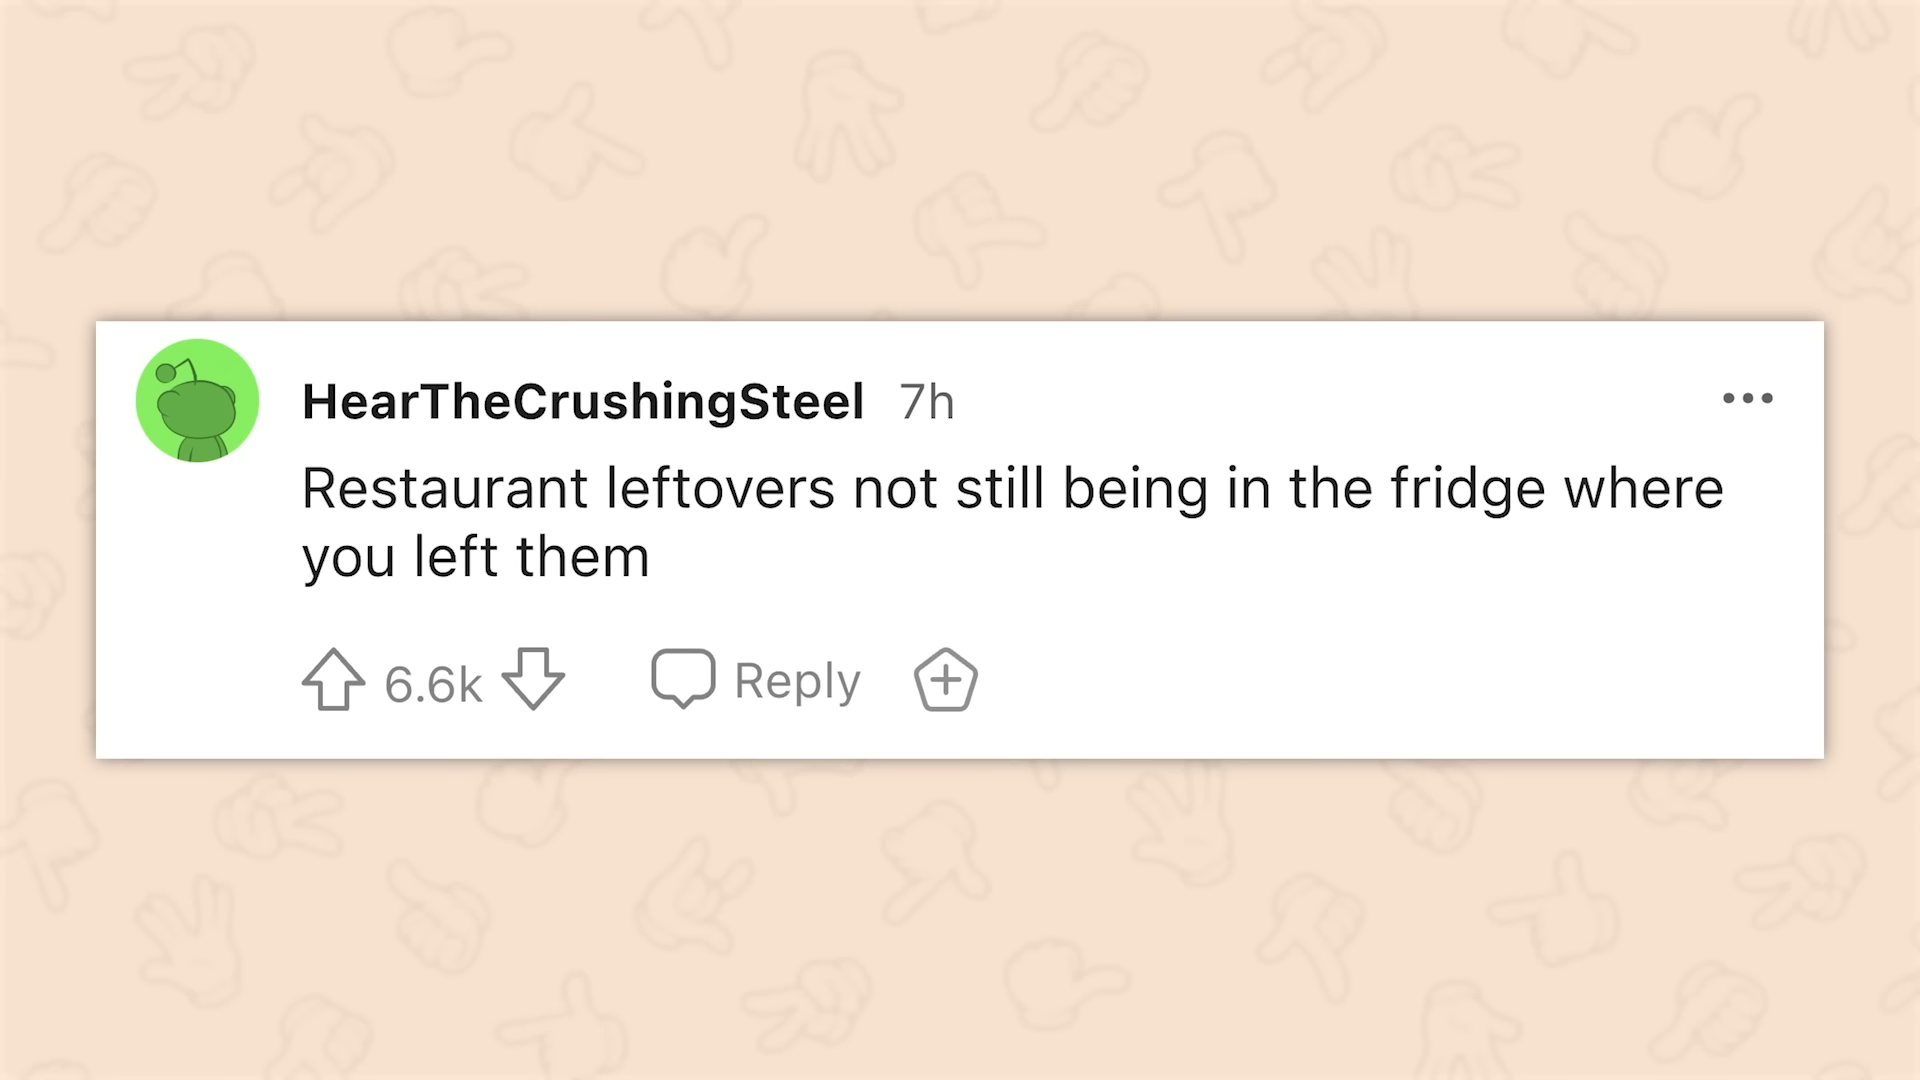 HearTheCrushingSteel 7h
Restaurant leftovers not still being in the fridge where
you left them
6.6k Reply